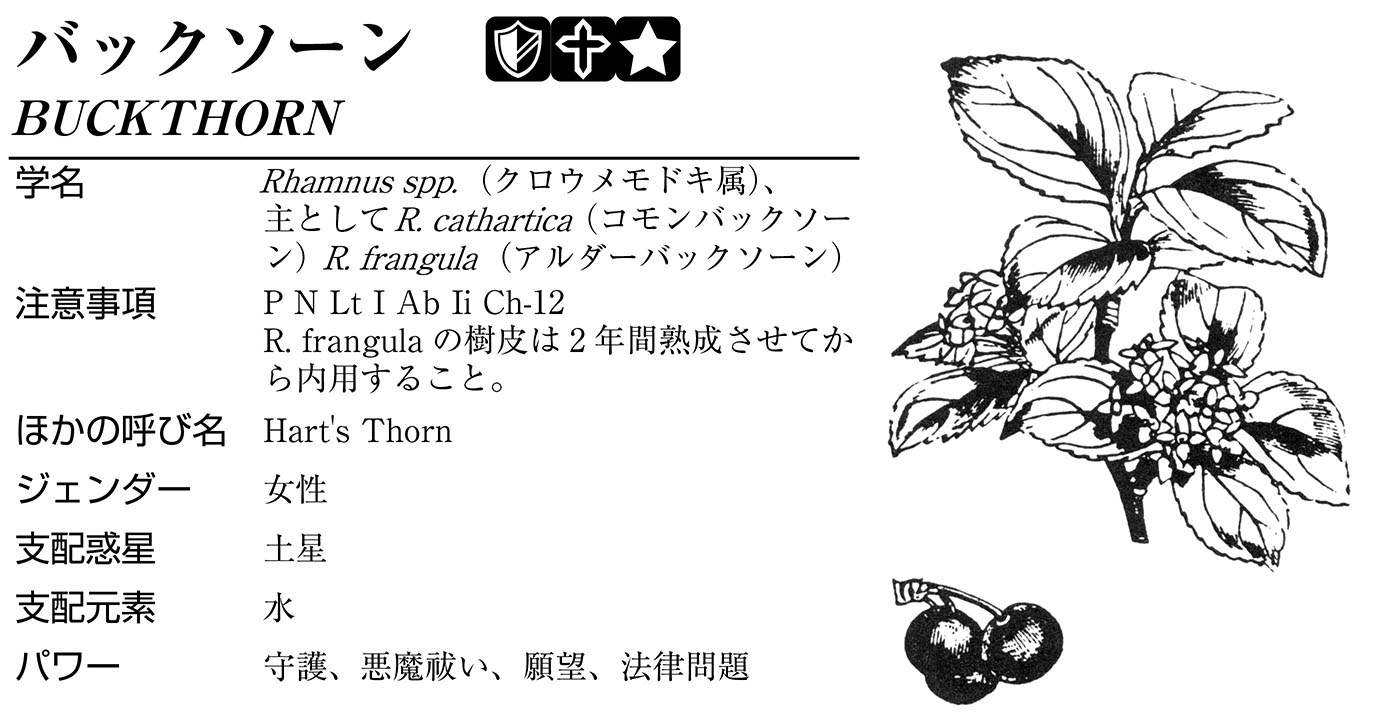 バックソーン
BUCKTHORN
学名 Rhamnus spp.（クロウメモドキ属）、
主としてR. cathartica（コモンバックソー
ン）R. frangula（アルダーバックソーン）
注意事項 P N Lt I Ab Ii Ch-12
R. frangula の樹皮は2年間熟成させてか
ら内用すること。
ほかの呼び名 Hart's Thorn
ジェンダー 女性
支配惑星 土星
支配元素 水
パワー 守護、悪魔祓い、願望、法律問題